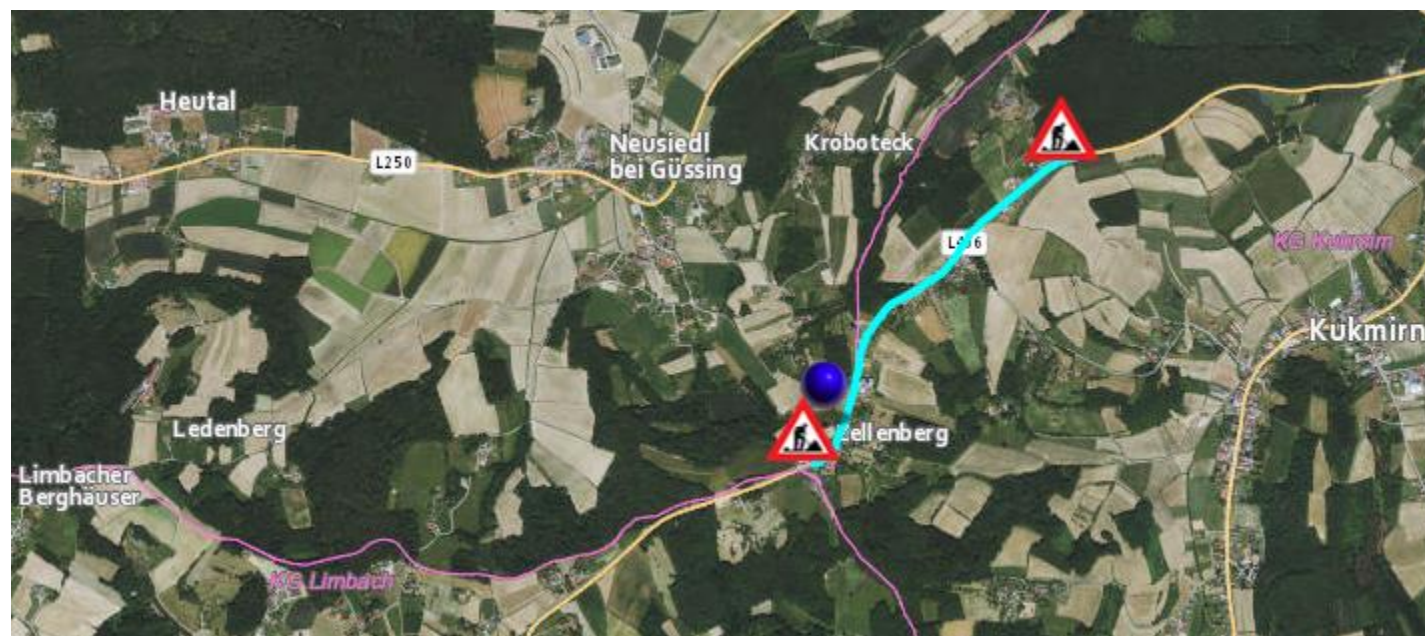 Heutal
L250
Neusiedl
bei Güssing
Kroboteck
KG Kukmirn
Kukmirn
Ledenberg
Limbacher
Berghäuser
KG Limbach